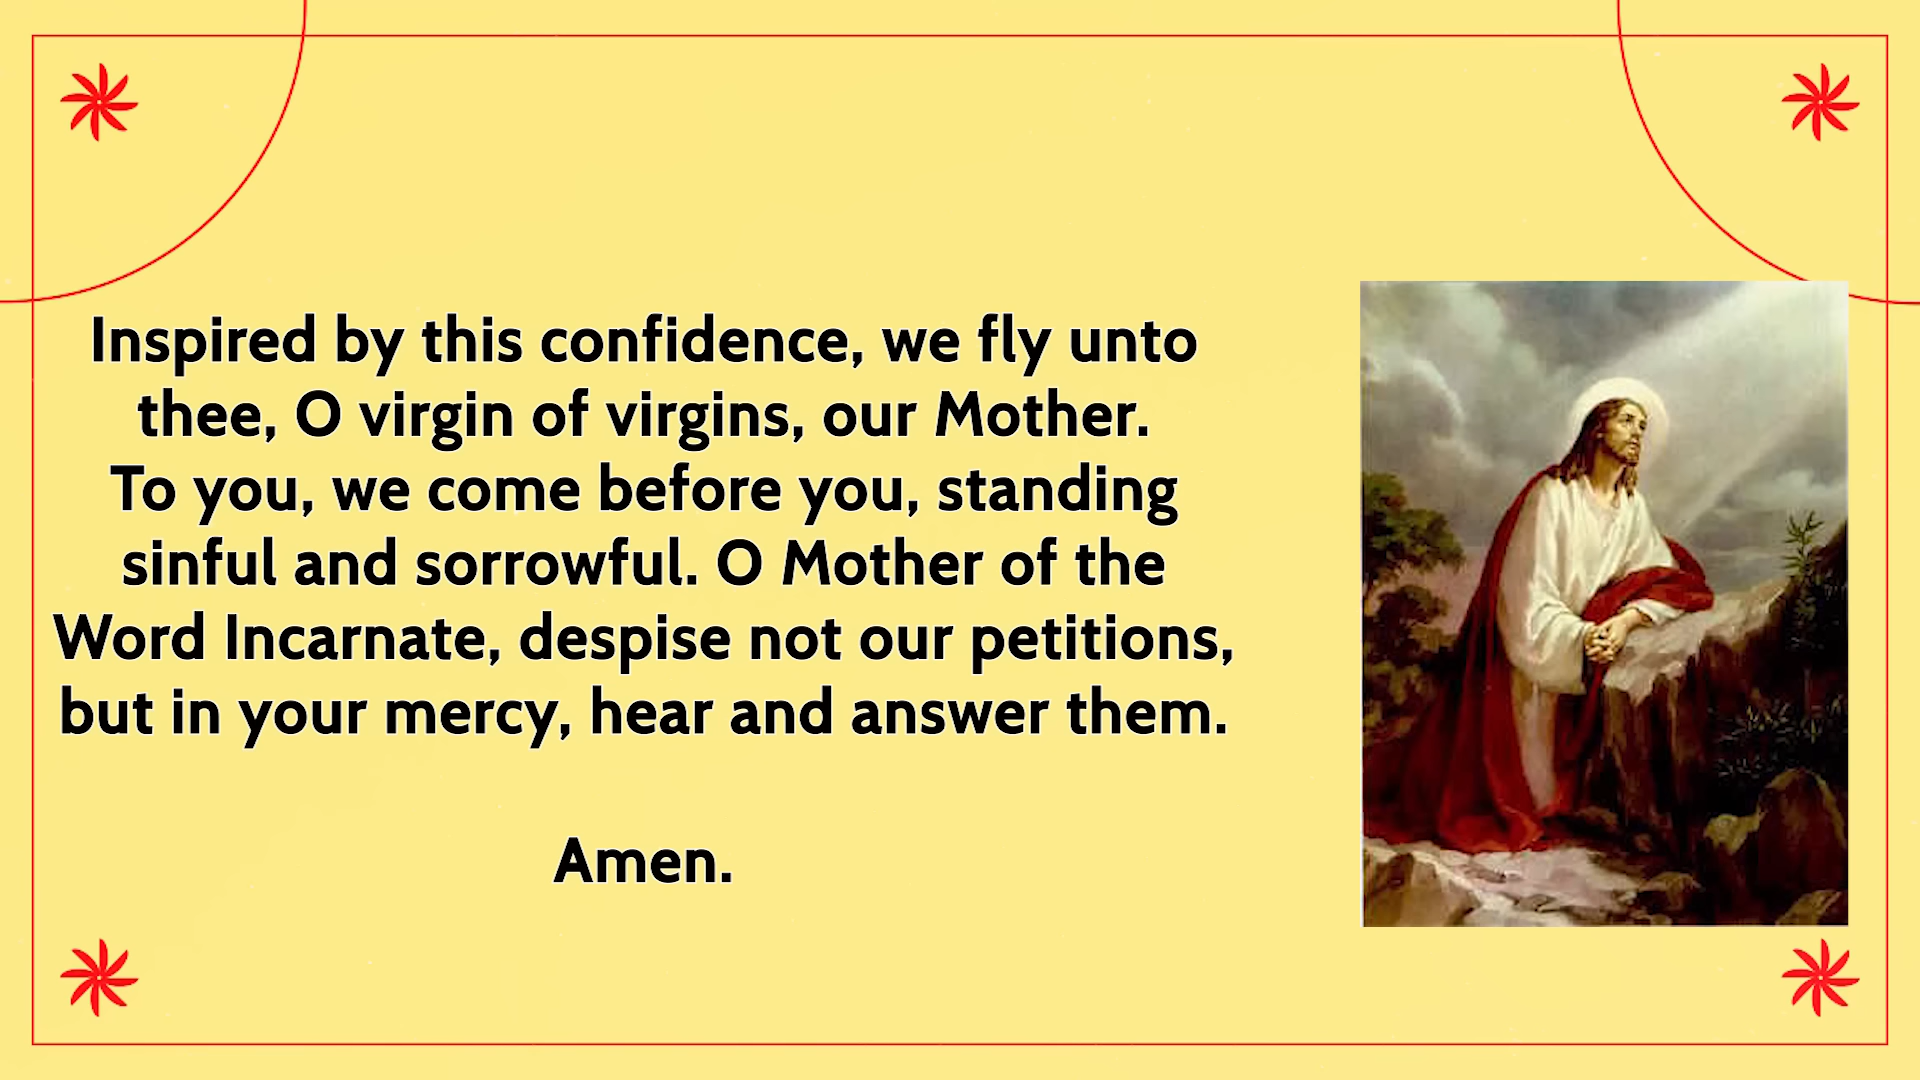 Inspired by this confidence, we fly unto
thee, O virgin of virgins, our Mother.
To you, we come before you, standing
sinful and sorrowful. O Mother of the
Word Incarnate, despise not our petitions,
but in your mercy, hear and answer them.
Amen.